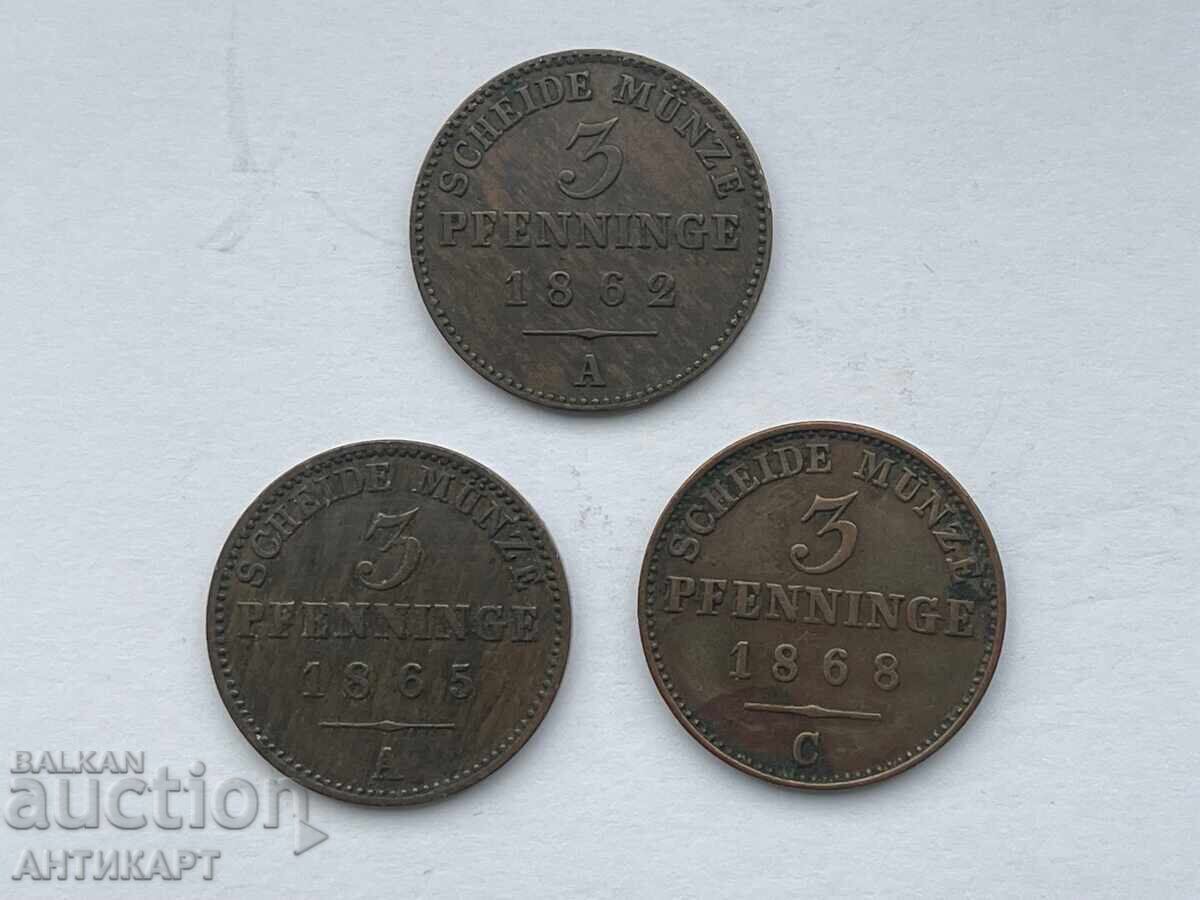 SCHEIDE MÜNZE
3
PFENNINGE
1862
A
SCHEIDE MÜNZE
3
PFENNINGE
1865
A
SCHEIDE MÜNZE
3
PFENNINGE
1868
C
BALKAN
auction
АНТИКАРТ